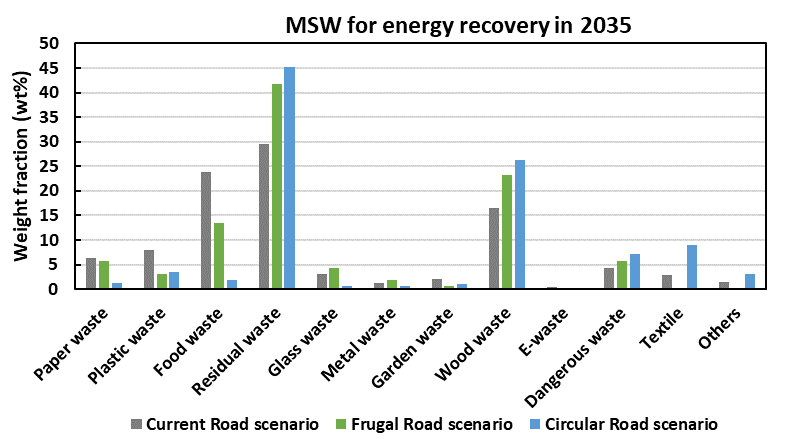 MSW for energy recovery in 2035
Weight fraction (wt%)
50
45
40
35
30
25
20
15
10
5
0
Paper waste
Plastic waste
Food waste
Residual waste
Glass waste
Metal waste
Garden waste
Wood waste
E-waste
Dangerous waste
Textile
Others
Current Road scenario Frugal Road scenario Circular Road scenario